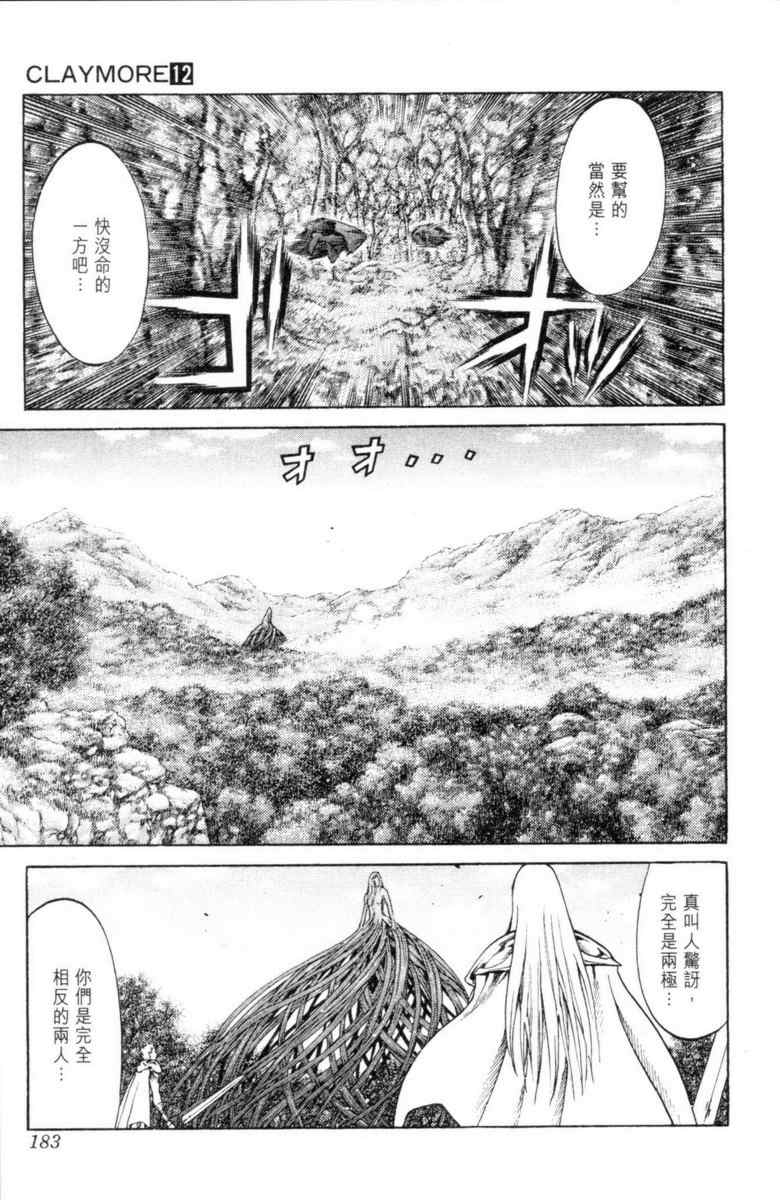 CLAYMORE 12
要幫的
當然是…
快沒命的
一方吧…
オ
ゴ
オオ…
真叫人驚訝，
完全是兩極…
你們是完全
相反的兩人…
183